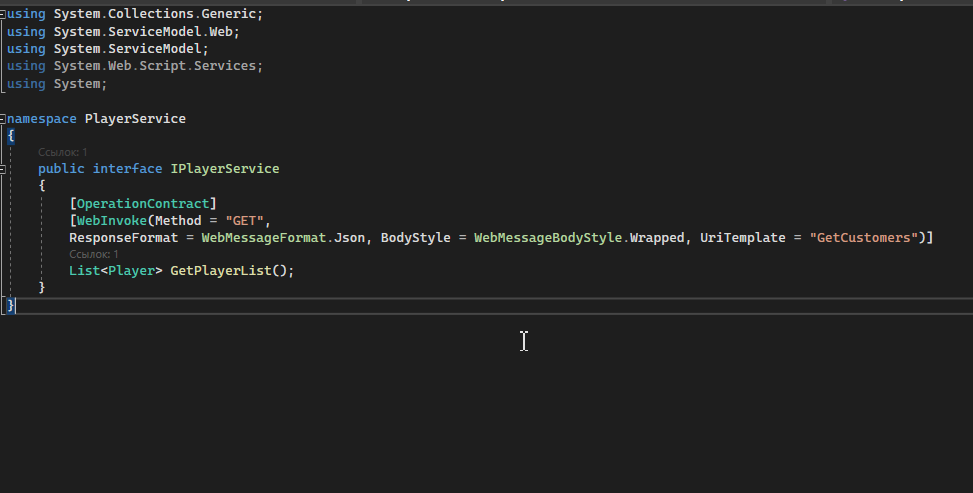 using System.Collections.Generic;
using System.ServiceModel.Web;
using System.ServiceModel;
using System.Web.Script.Services;
using System;
namespace PlayerService
{
Ссылок: 1
public interface IPlayerService
{
[OperationContract]
[WebInvoke(Method = "GET",
ResponseFormat = WebMessageFormat.Json, BodyStyle = WebMessageBodyStyle.Wrapped, UriTemplate = "GetCustomers")]
Ссылок: 1
List<Player> GetPlayerList();
}
}